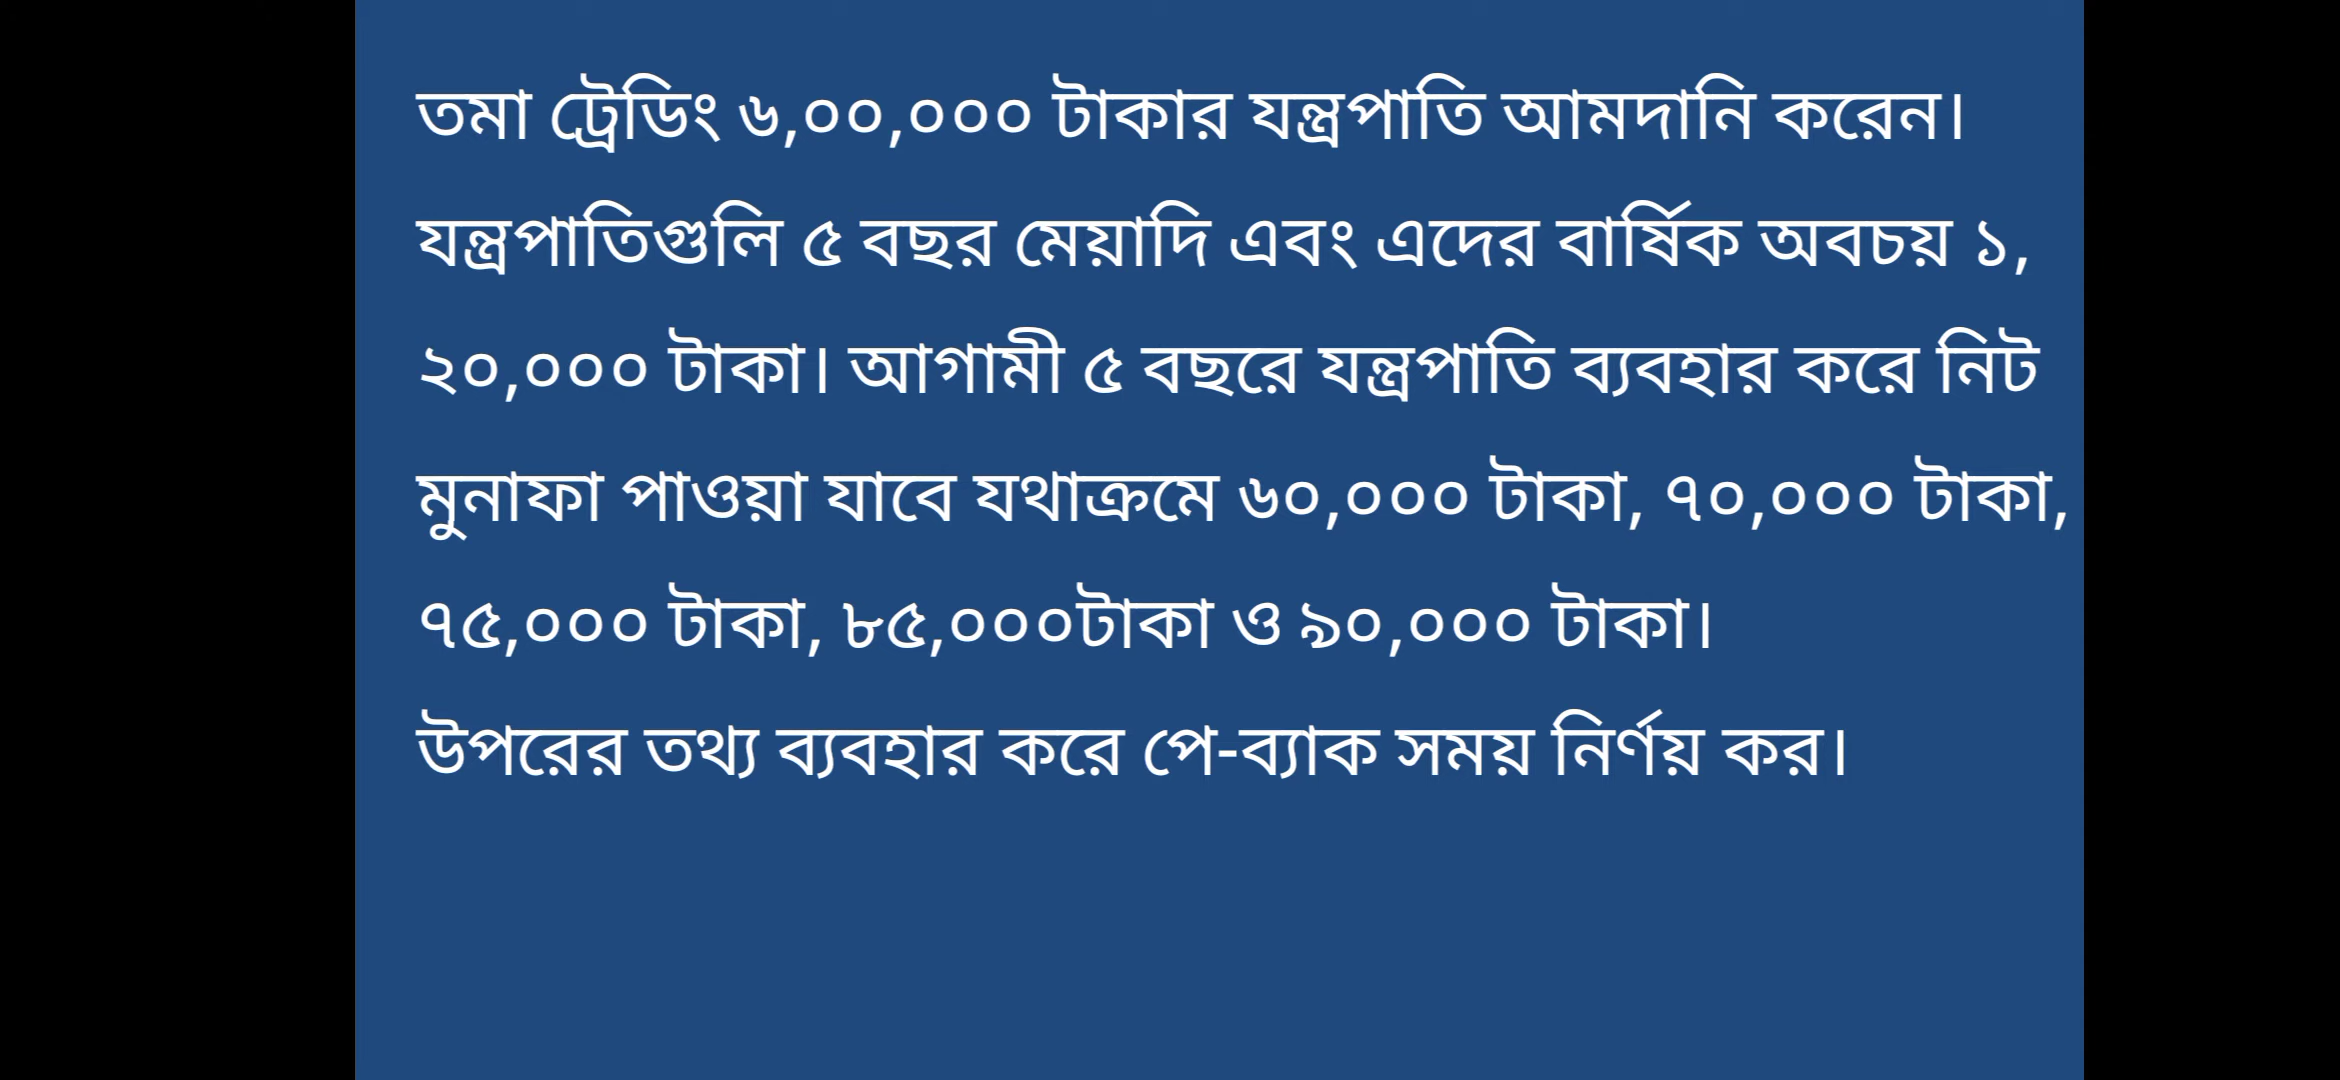 তমা ট্রেডিং ৬,০০,০০০ টাকার যন্ত্রপাতি আমদানি করেন।
যন্ত্রপাতিগুলি ৫ বছর মেয়াদি এবং এদের বার্ষিক অবচয় ১,
২০,০০০ টাকা। আগামী ৫ বছরে যন্ত্রপাতি ব্যবহার করে নিট
মুনাফা পাওয়া যাবে যথাক্রমে ৬০,০০০ টাকা, ৭০,০০০ টাকা,
৭৫,০০০ টাকা, ৮৫,০০০টাকা ও ৯০,০০০ টাকা।
উপরের তথ্য ব্যবহার করে পে-ব্যাক সময় নির্ণয় কর।